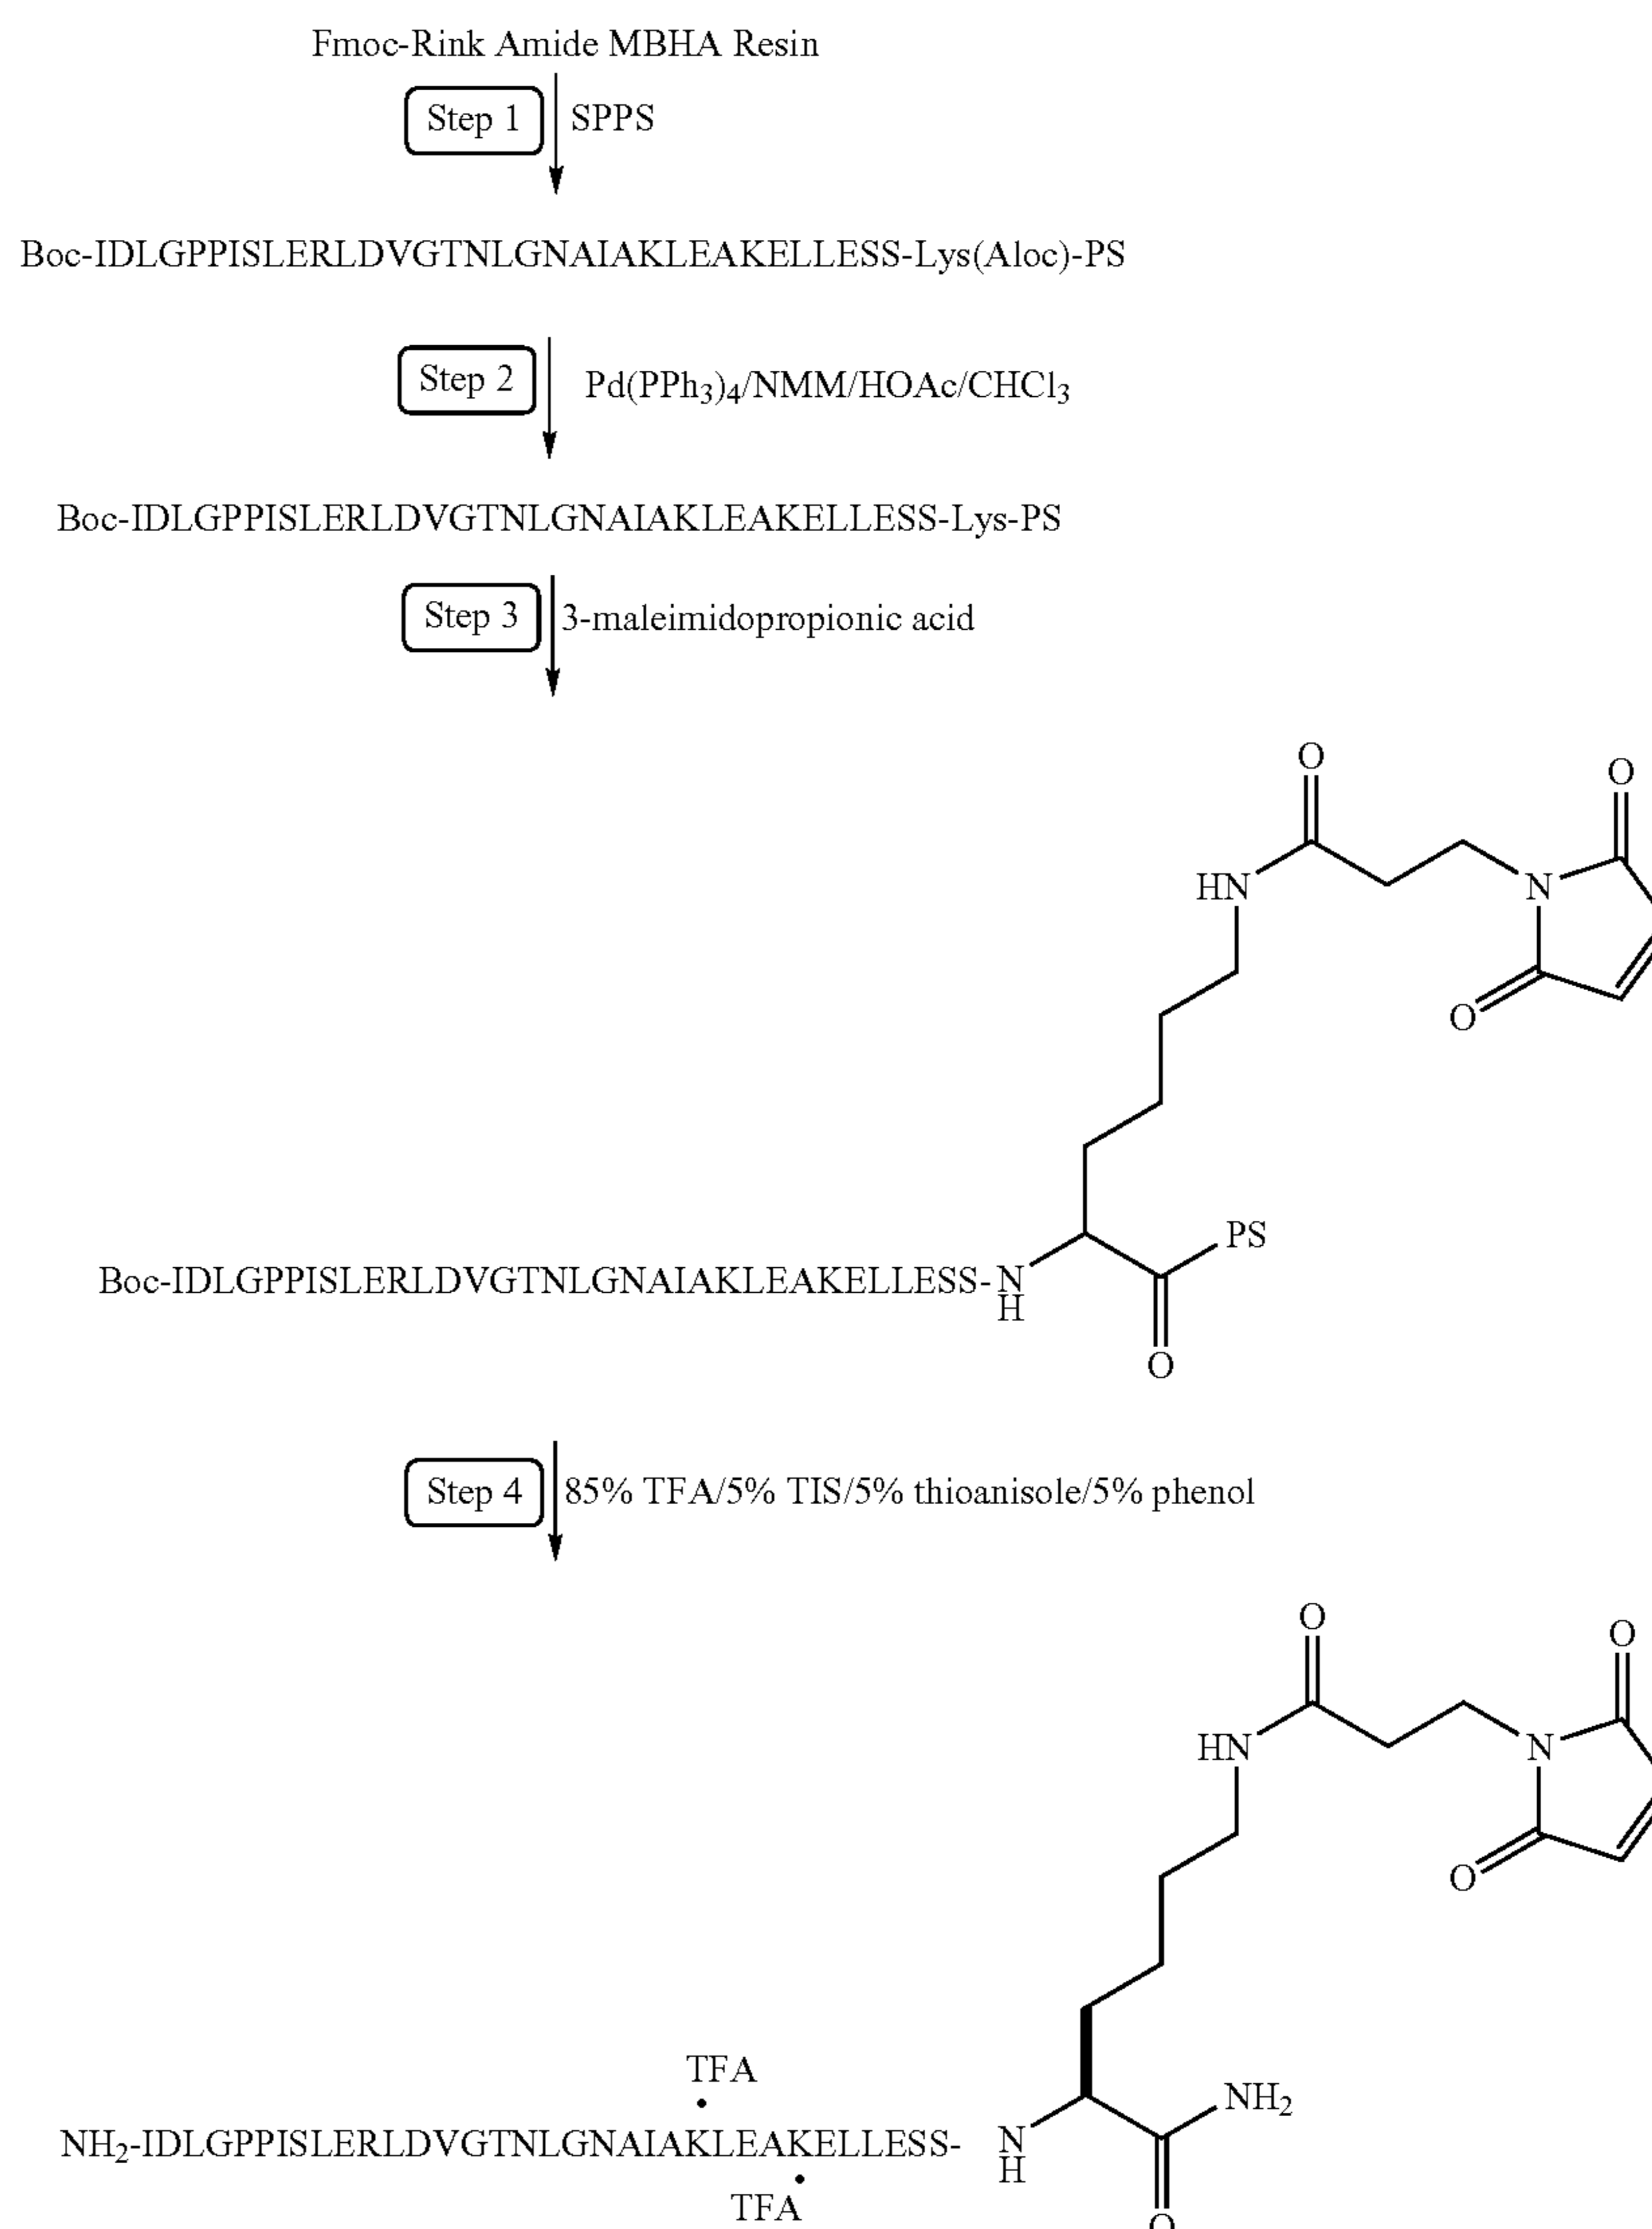 Fmoc-Rink Amide MBHA Resin
Step 1
SPPS
Boc-IDLGPPISLERLDVGTNLGNAIAKLEAKELLESS-Lys(Aloc)-PS
Step 2
Pd(PPh3)4/NMM/HOAc/CHCl3
Boc-IDLGPPISLERLDVGTNLGNAIAKLEAKELLESS-Lys-PS
Step 3
3-maleimidopropionic acid
O
O
HN
N
O
PS
Boc-IDLGPPISLERLDVGTNLGNAIAKLEAKELLESS-
N
H
O
Step 4
85% TFA/5% TIS/5% thioanisole/5% phenol
O
O
HN
N
O
TFA
NH2
NH2-IDLGPPISLERLDVGTNLGNAIAKLEAKELLESS-
N
H
TFA
O